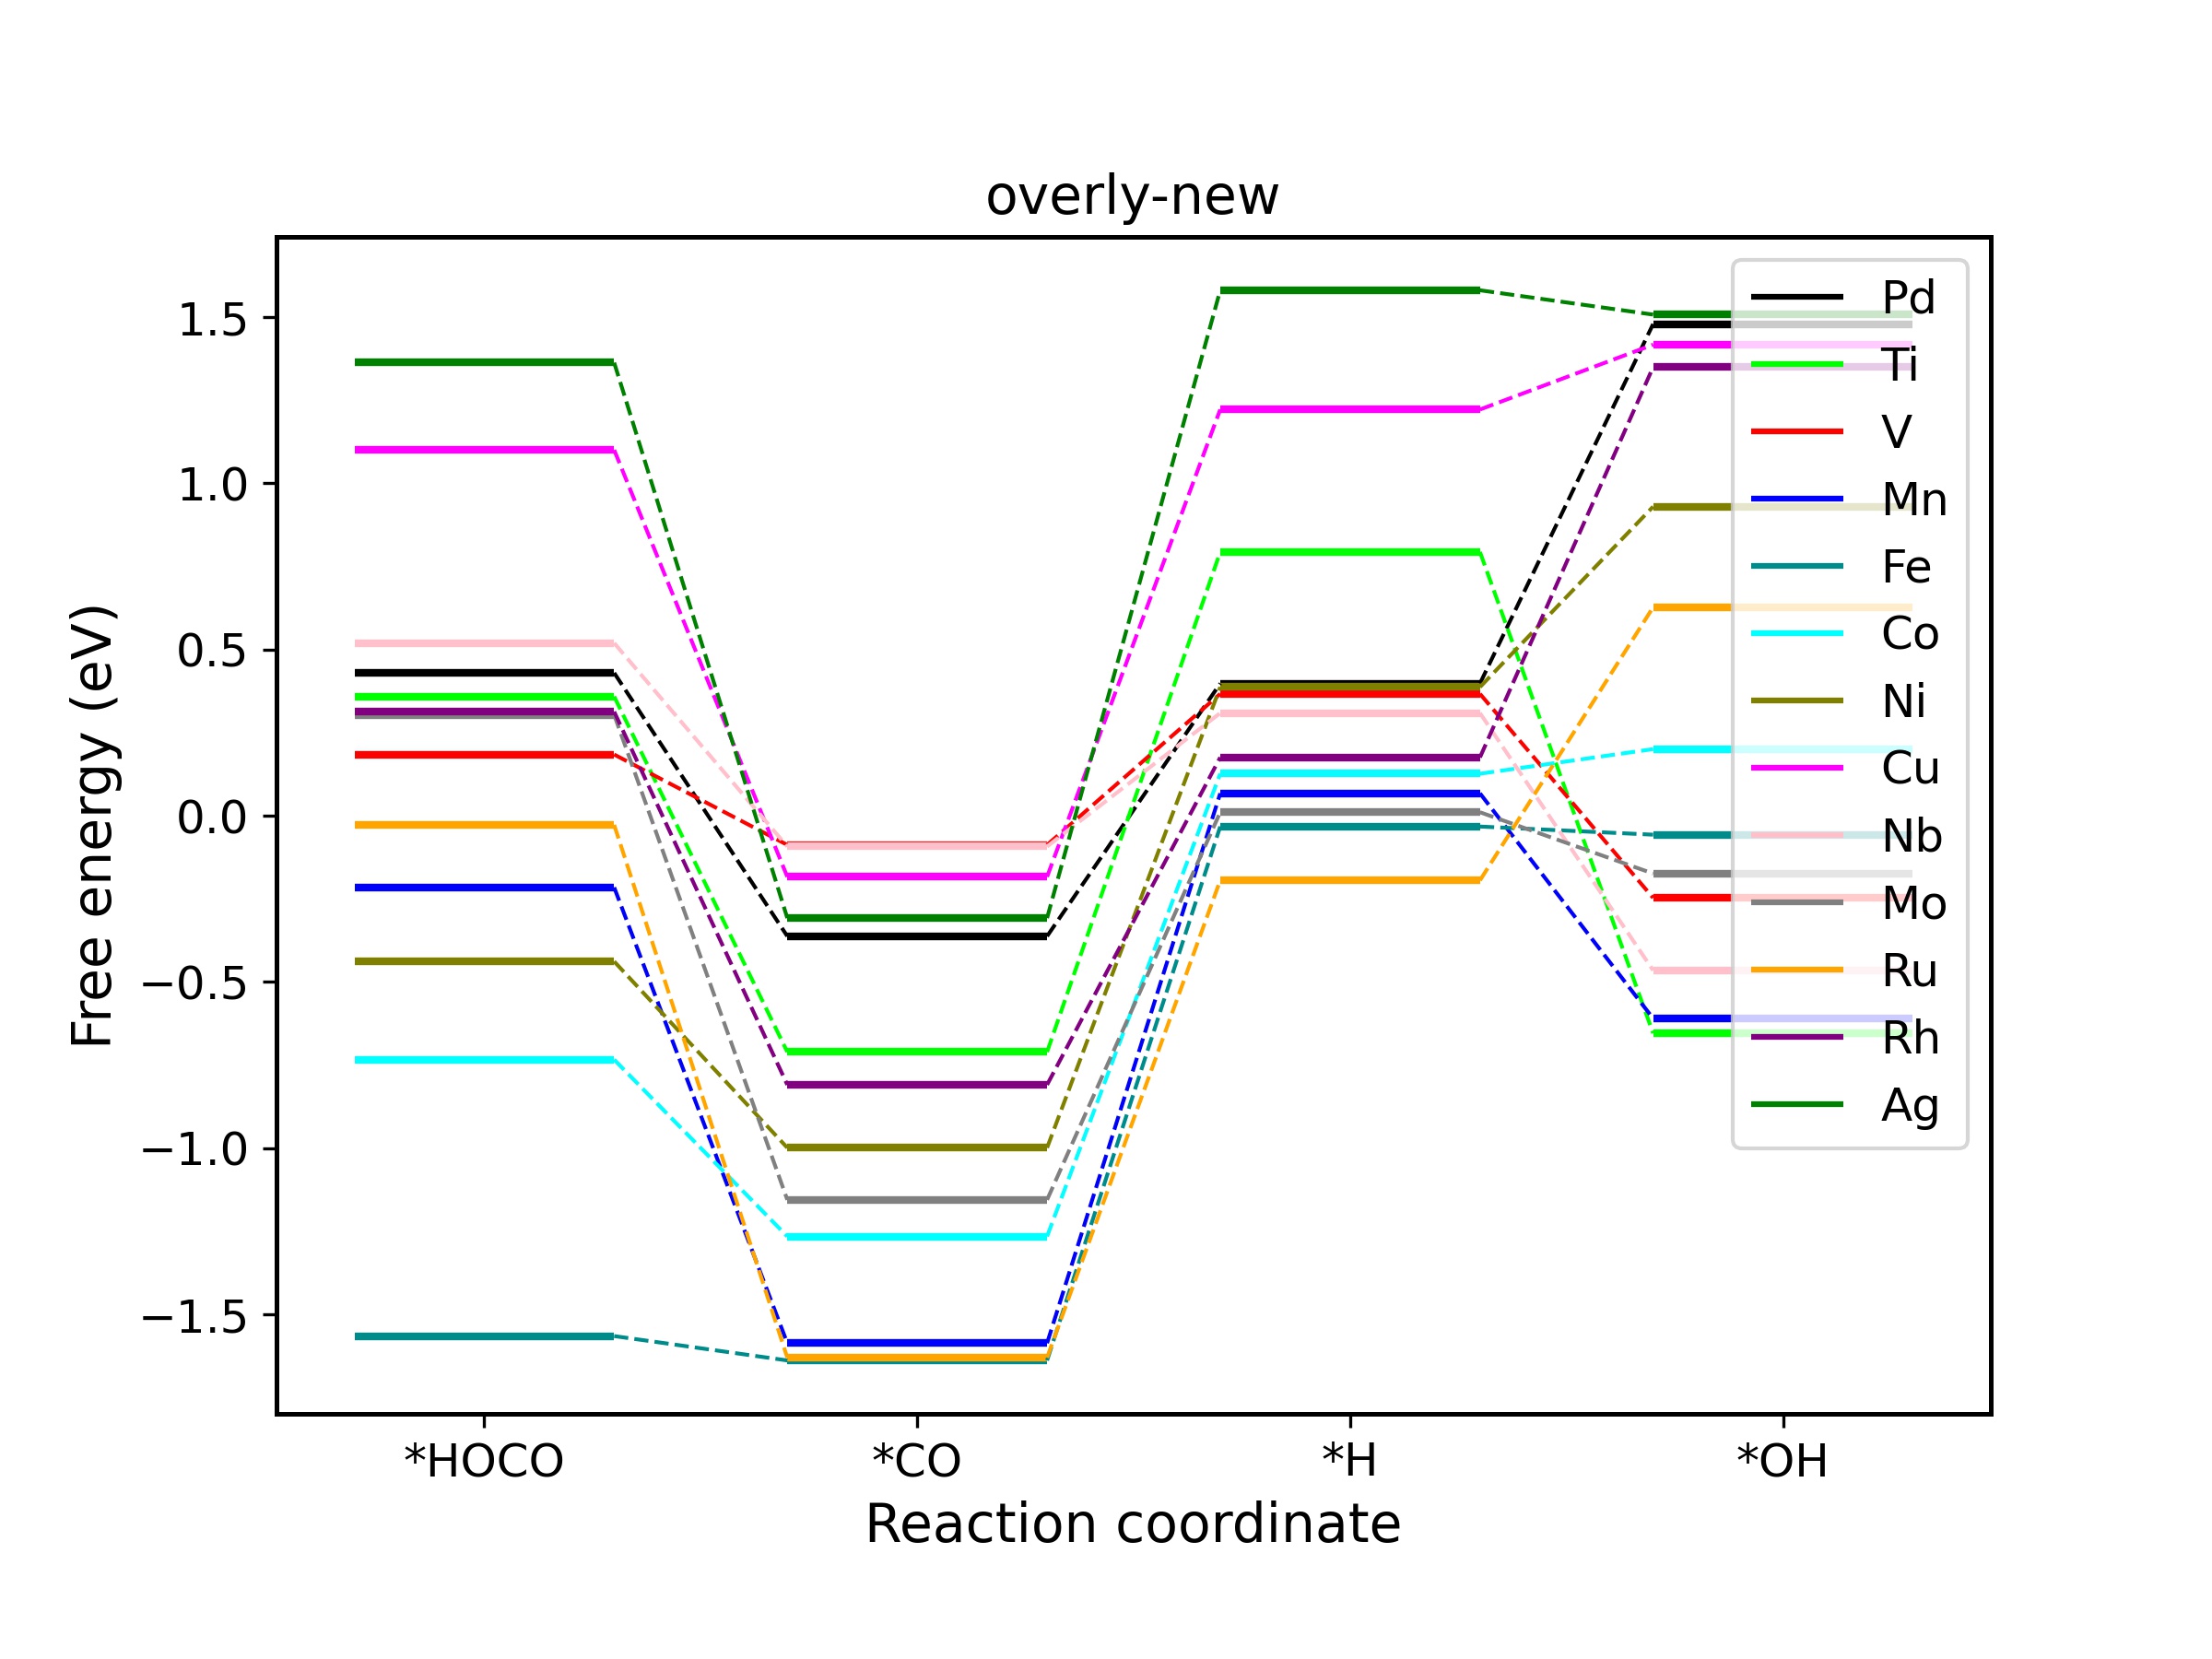 overly-new
Free energy (eV)
1.5
1.0
0.5
0.0
−0.5
−1.0
−1.5
Pd
Ti
V
Mn
Fe
Co
Ni
Cu
Nb
Mo
Ru
Rh
Ag
*HOCO
*CO
*H
*OH
Reaction coordinate